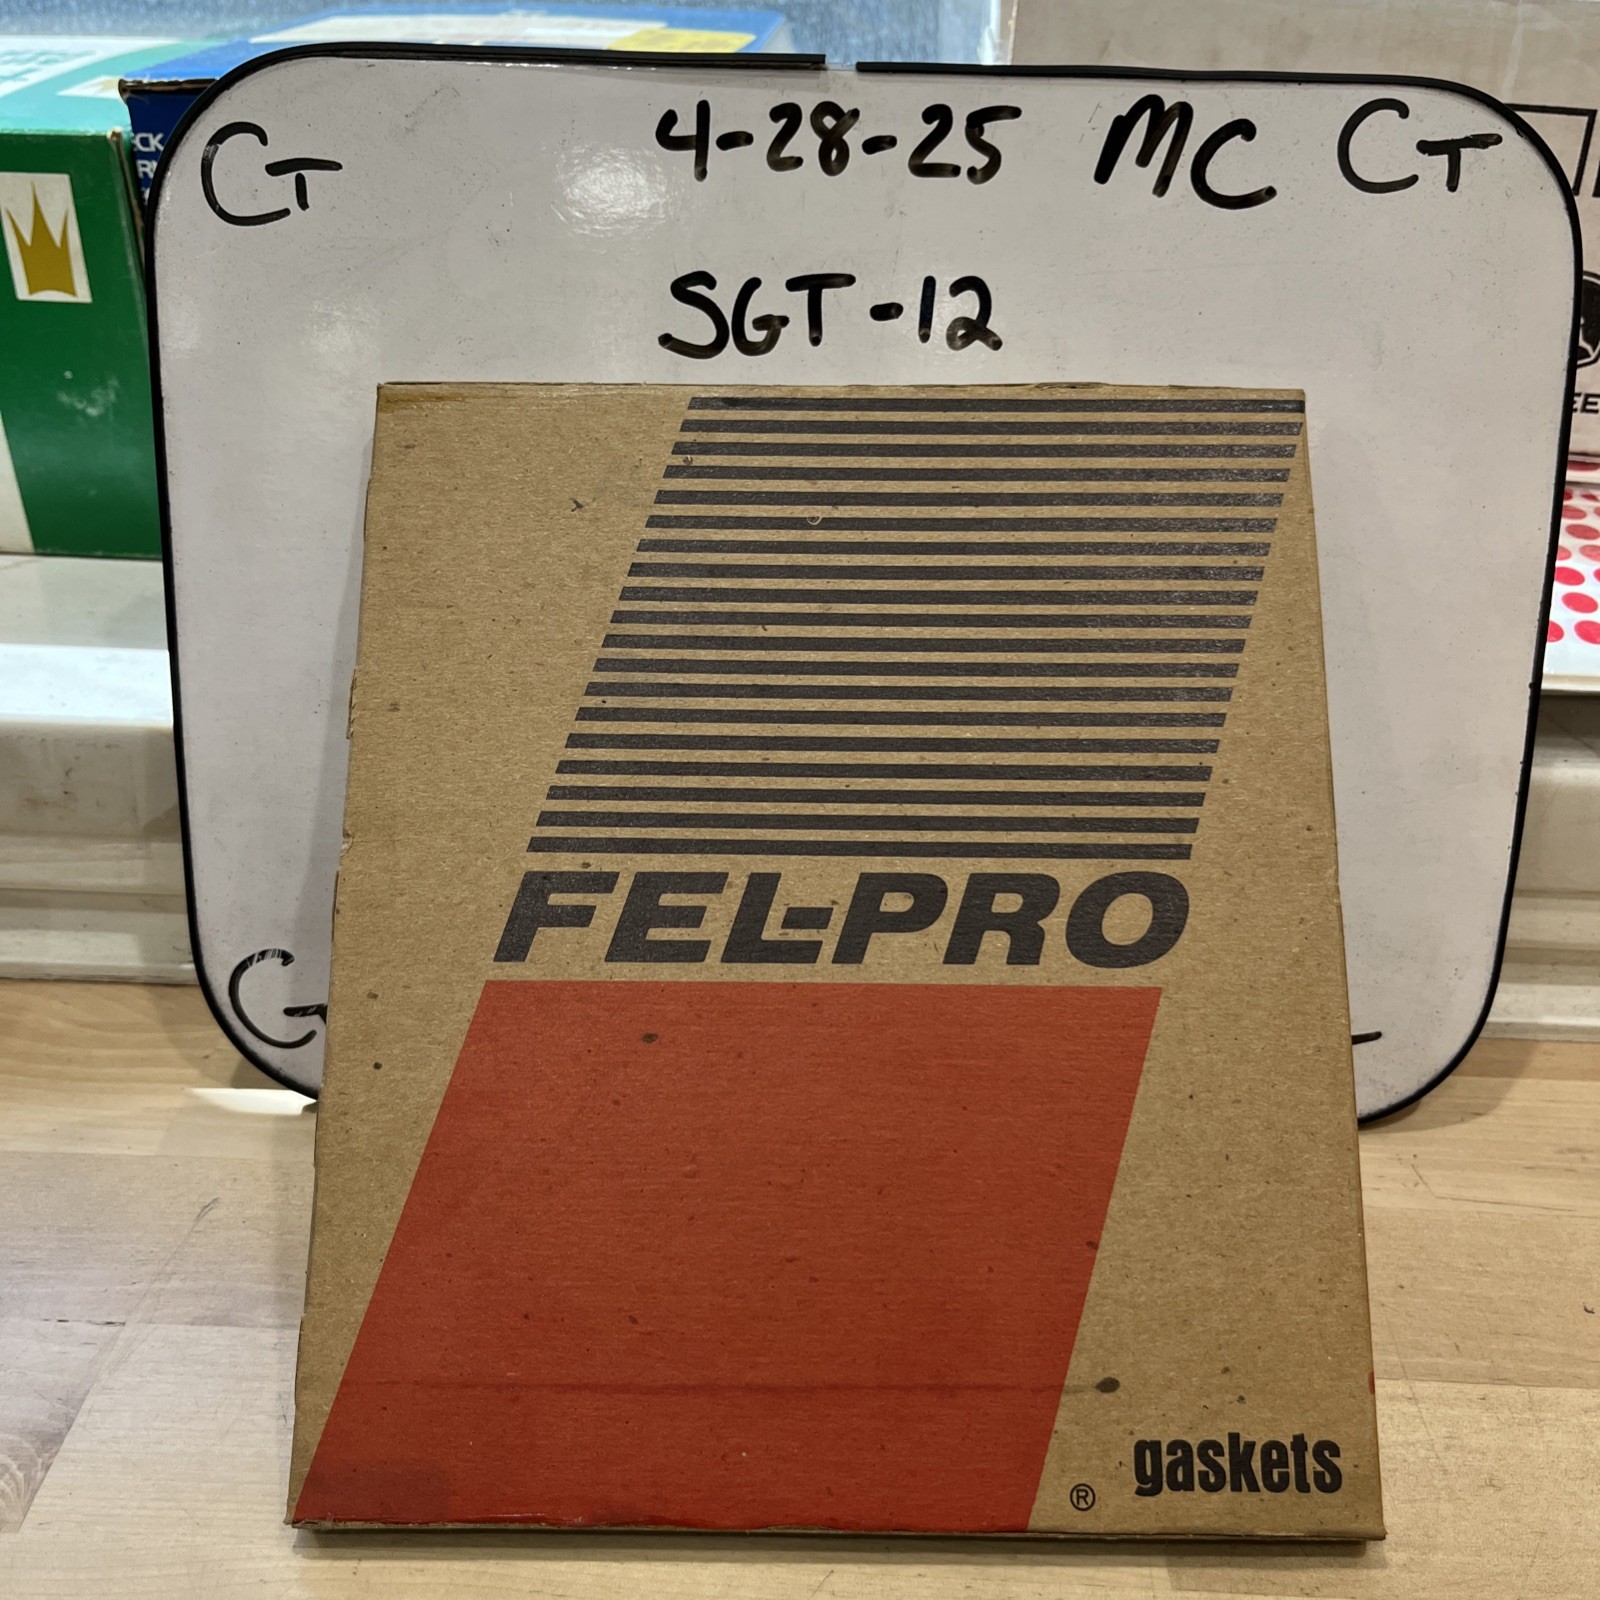 CT 4-28-25 MC CT
SGT-12
FEL-PRO
gaskets
®